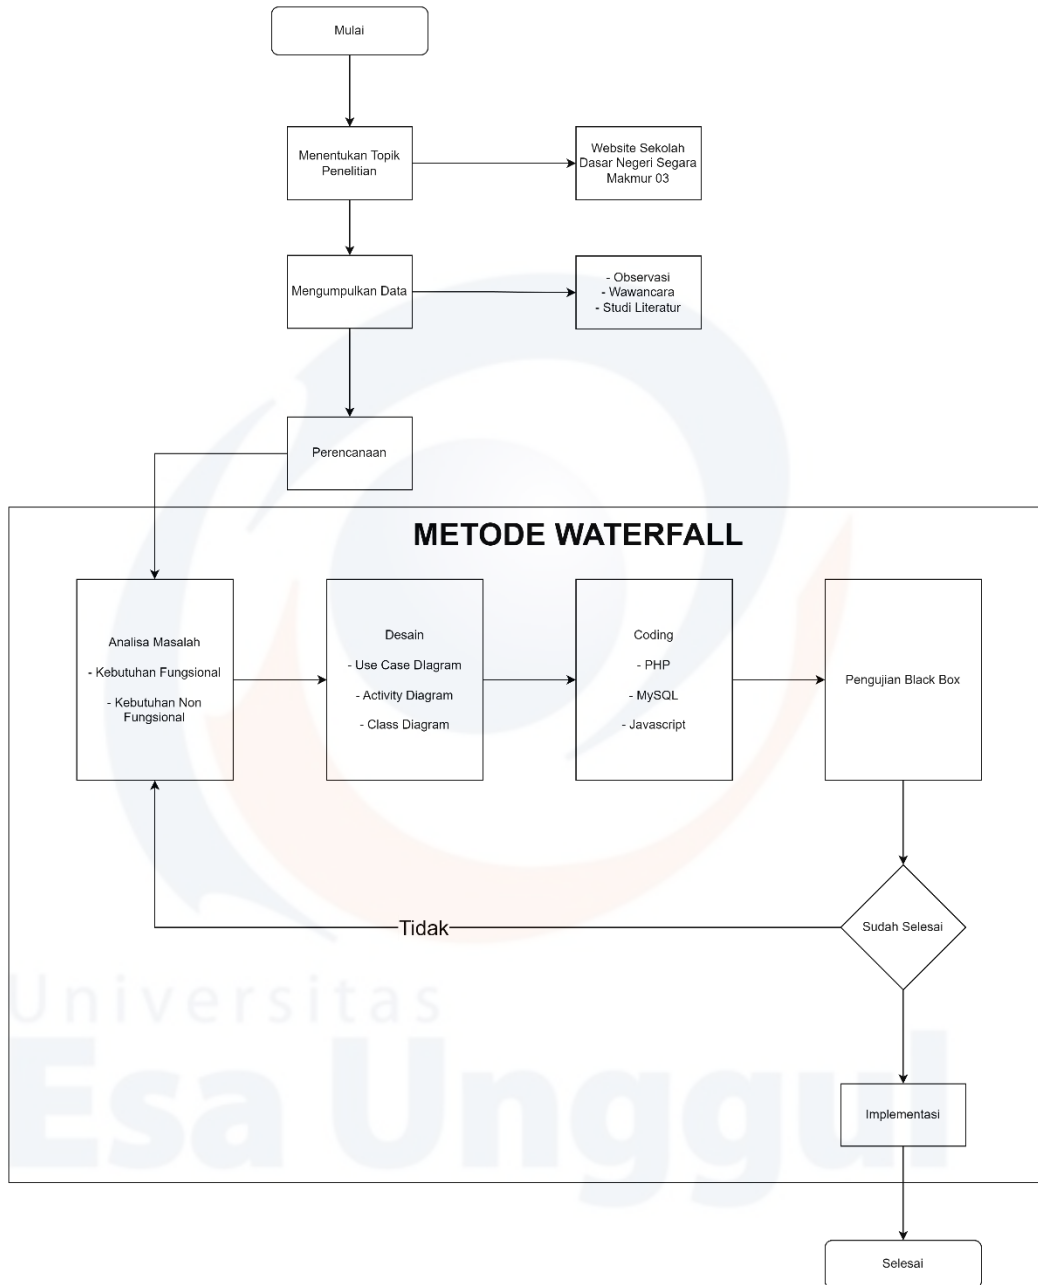 Mulai
Menentukan Topik
Penelitian
Website Sekolah
Dasar Negeri Segara
Makmur 03
Mengumpulkan Data
- Observasi
- Wawancara
- Studi Literatur
Perencanaan
METODE WATERFALL
Analisa Masalah
- Kebutuhan Fungsional
- Kebutuhan Non
Fungsional
Desain
- Use Case DIagram
- Activity Diagram
- Class Diagram
Coding
- PHP
- MySQL
- Javascript
Pengujian Black Box
Tidak
Sudah Selesai
Universitas
Esa Unggul
Implementasi
Selesai